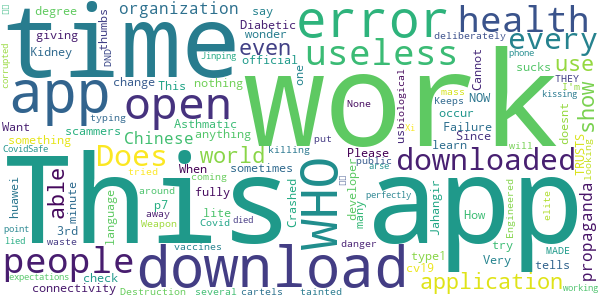 degree organization say
time error health
giving thumbs Diabetic wonder
Kidney DND even official useless every
app change This nothing Jinping one deliberately
typing NOW sucks THEY phone
Want open Asthmatic Cannot use show
scammers anything None I'm kissing
something Chinese Since occur mass
CovidSafe Does When world biological Keeps Failure doesnt
tried coming sometimes put Xi learn will
able killing work TRUSTS looking
huawei minute p7 fully WHO downloaded
language around lite Crashed Please public arse
3rd away Covid developer Jahangir How Engineered elite propaganda
point lied Weapon died many perfectly
people This is app
waste vaccines type1 Very try MADE
check download danger application
expectations Destruction several tainted cv19 tells
connectivity cartels working
corrupted